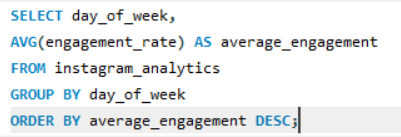 SELECT day_of_week,
AVG(engagement_rate) AS average_engagement
FROM instagram_analytics
GROUP BY day_of_week
ORDER BY average_engagement DESC;